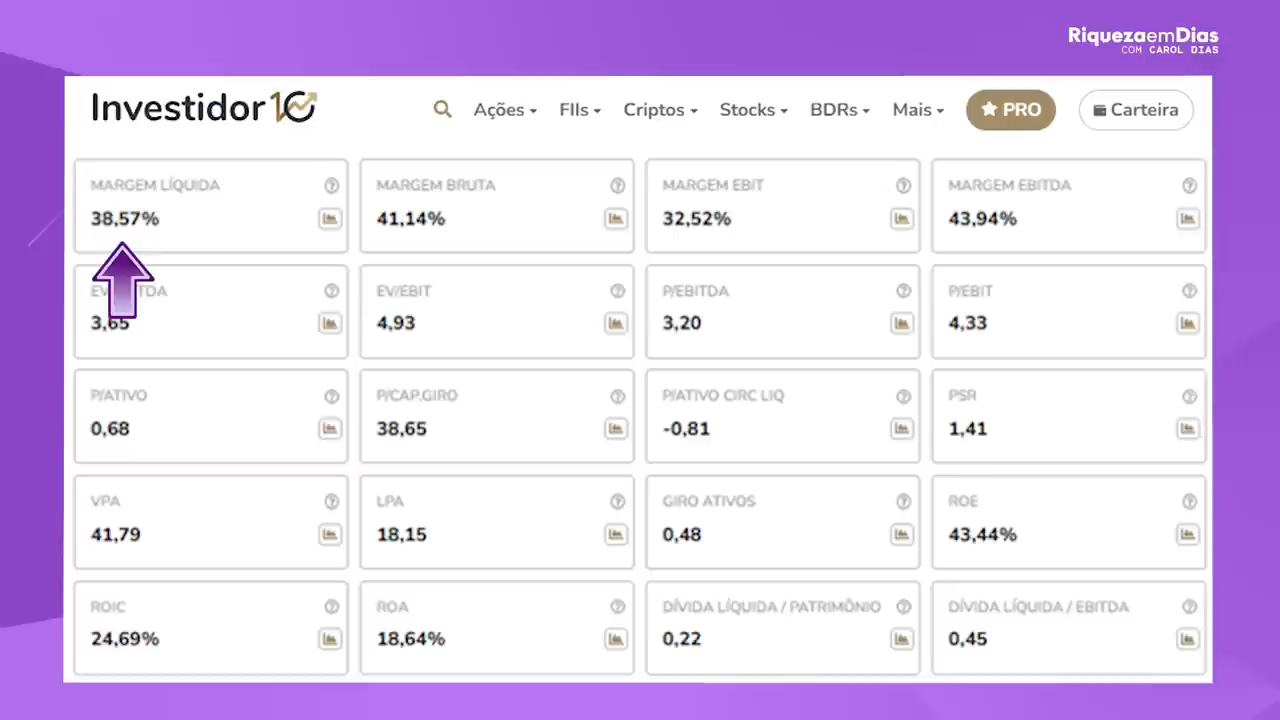 RiquezaemDias
COM CAROL DIAS
Investidor 10
Ações
FIIs
Criptos
Stocks
BDRs
Mais
PRO
Carteira
MARGEM LÍQUIDA
38,57%
MARGEM BRUTA
41,14%
MARGEM EBIT
32,52%
MARGEM EBITDA
43,94%
3,65
EV/EBIT
4,93
P/EBITDA
3,20
P/EBIT
4,33
P/ATIVO
0,68
P/CAP.GIRO
38,65
P/ATIVO CIRC LIQ
-0,81
PSR
1,41
VPA
41,79
LPA
18,15
GIRO ATIVOS
0,48
ROE
43,44%
ROIC
24,69%
ROA
18,64%
DÍVIDA LÍQUIDA / PATRIMÔNIO
0,22
DÍVIDA LÍQUIDA / EBITDA
0,45